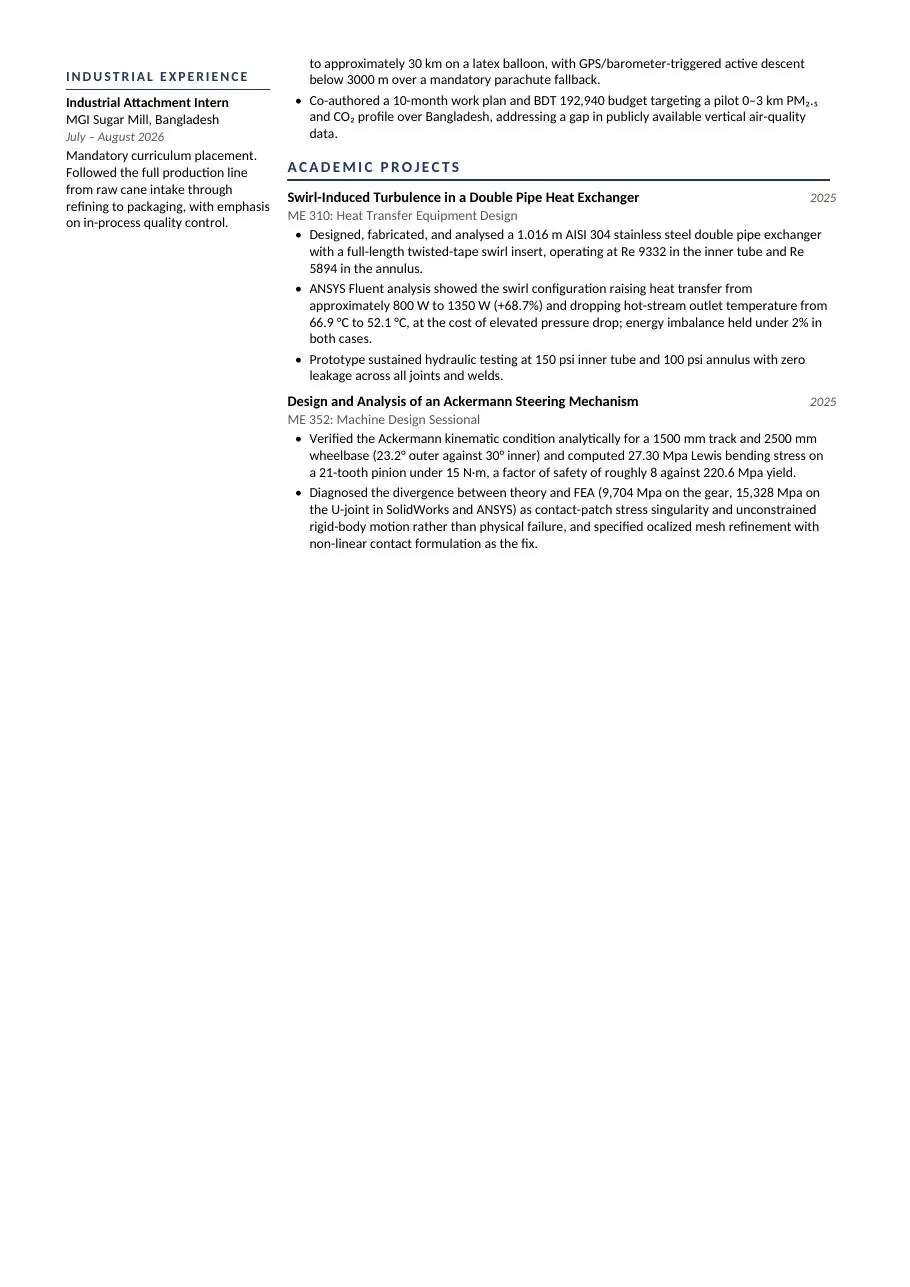 INDUSTRIAL EXPERIENCE
Industrial Attachment Intern
MGI Sugar Mill, Bangladesh
July – August 2026
Mandatory curriculum placement.
Followed the full production line
from raw cane intake through
refining to packaging, with emphasis
on in-process quality control.
to approximately 30 km on a latex balloon, with GPS/barometer-triggered active descent
below 3000 m over a mandatory parachute fallback.
• Co-authored a 10-month work plan and BDT 192,940 budget targeting a pilot 0–3 km PM₂.₅
and CO₂ profile over Bangladesh, addressing a gap in publicly available vertical air-quality
data.
ACADEMIC PROJECTS
Swirl-Induced Turbulence in a Double Pipe Heat Exchanger 2025
ME 310: Heat Transfer Equipment Design
• Designed, fabricated, and analysed a 1.016 m AISI 304 stainless steel double pipe exchanger
with a full-length twisted-tape swirl insert, operating at Re 9332 in the inner tube and Re
5894 in the annulus.
• ANSYS Fluent analysis showed the swirl configuration raising heat transfer from
approximately 800 W to 1350 W (+68.7%) and dropping hot-stream outlet temperature from
66.9 °C to 52.1 °C, at the cost of elevated pressure drop; energy imbalance held under 2% in
both cases.
• Prototype sustained hydraulic testing at 150 psi inner tube and 100 psi annulus with zero
leakage across all joints and welds.
Design and Analysis of an Ackermann Steering Mechanism 2025
ME 352: Machine Design Sessional
• Verified the Ackermann kinematic condition analytically for a 1500 mm track and 2500 mm
wheelbase (23.2° outer against 30° inner) and computed 27.30 Mpa Lewis bending stress on
a 21-tooth pinion under 15 N·m, a factor of safety of roughly 8 against 220.6 Mpa yield.
• Diagnosed the divergence between theory and FEA (9,704 Mpa on the gear, 15,328 Mpa on
the U-joint in SolidWorks and ANSYS) as contact-patch stress singularity and unconstrained
rigid-body motion rather than physical failure, and specified ocalized mesh refinement with
non-linear contact formulation as the fix.